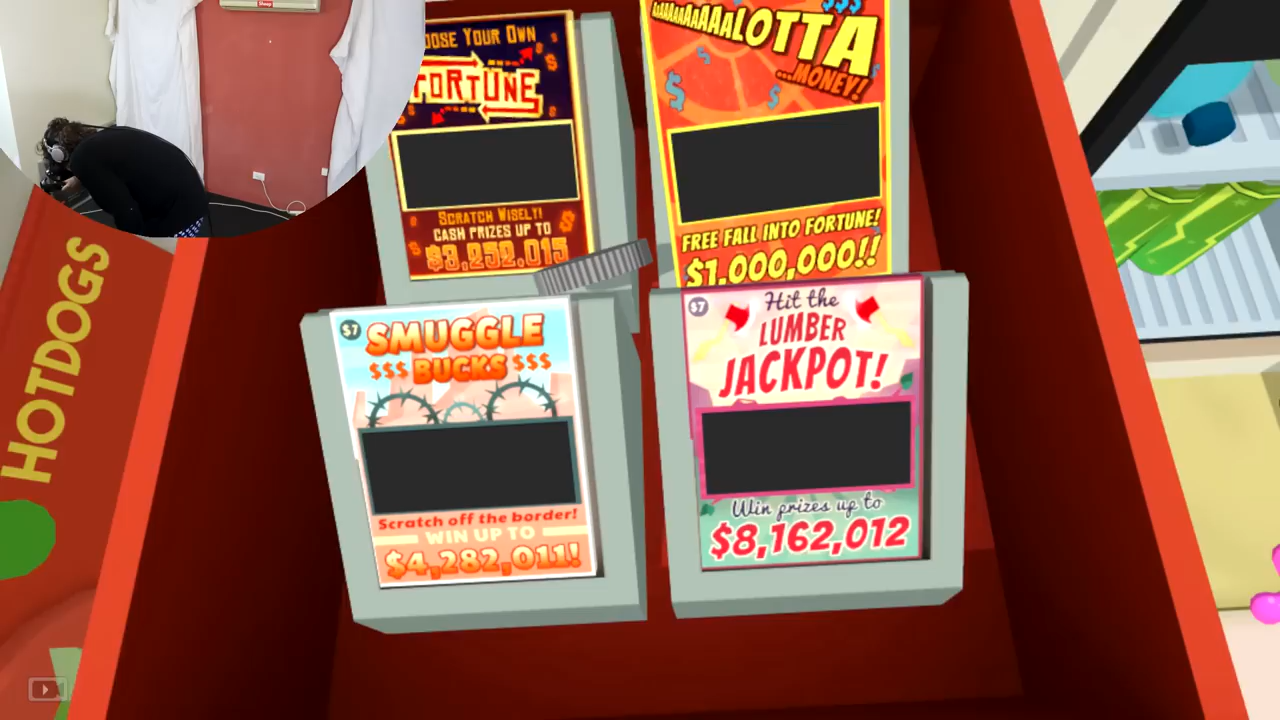 OOSE YOUR OWN
FORTUNE
SCRATCH WISELY!
CASH PRIZES UP TO
$3,252,015
AAAAAAAAALOTTA
...MONEY!
FREE FALL INTO FORTUNE!
$1,000,000!!
$7
SMUGGLE
$$$ BUCKS $$$
Scratch off the border!
WIN UP TO
$4,282,011!
$7
Hit the
LUMBER
JACKPOT!
Win prizes up to
$8,162,012
HOTDOGS